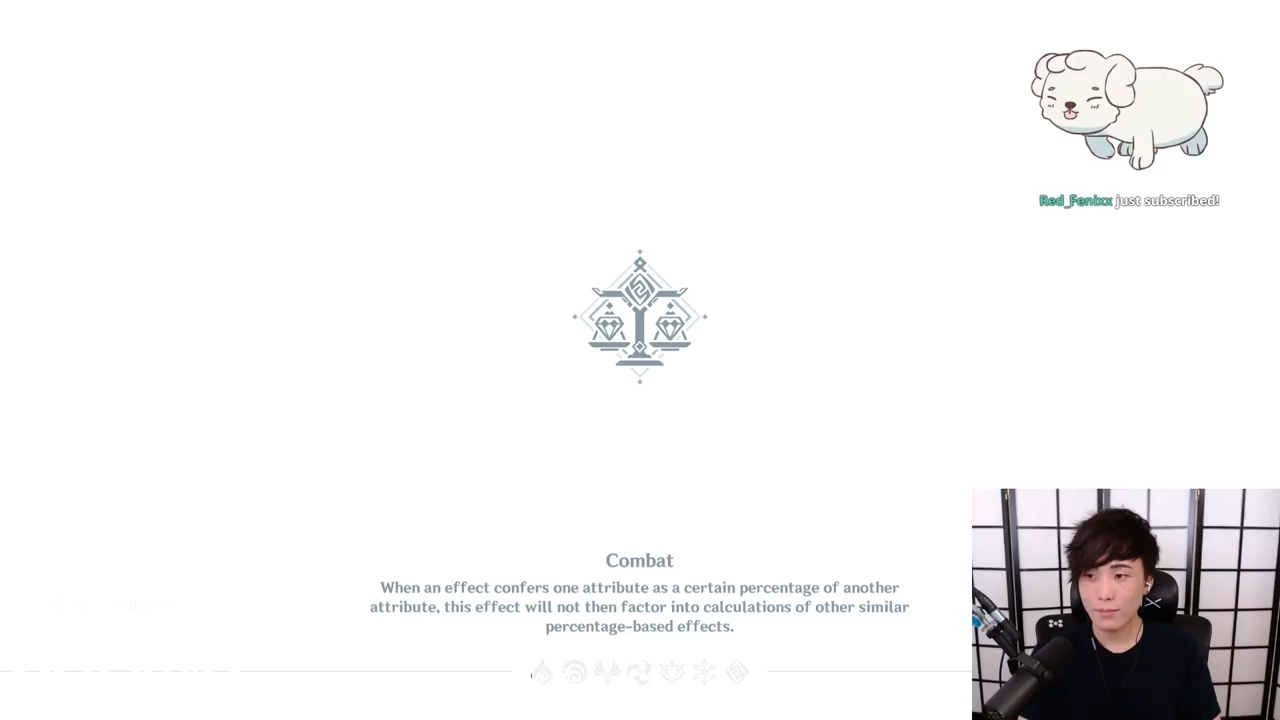 Red_Fenixx just subscribed!
Combat
When an effect confers one attribute as a certain percentage of another
attribute, this effect will not then factor into calculations of other similar
percentage-based effects.